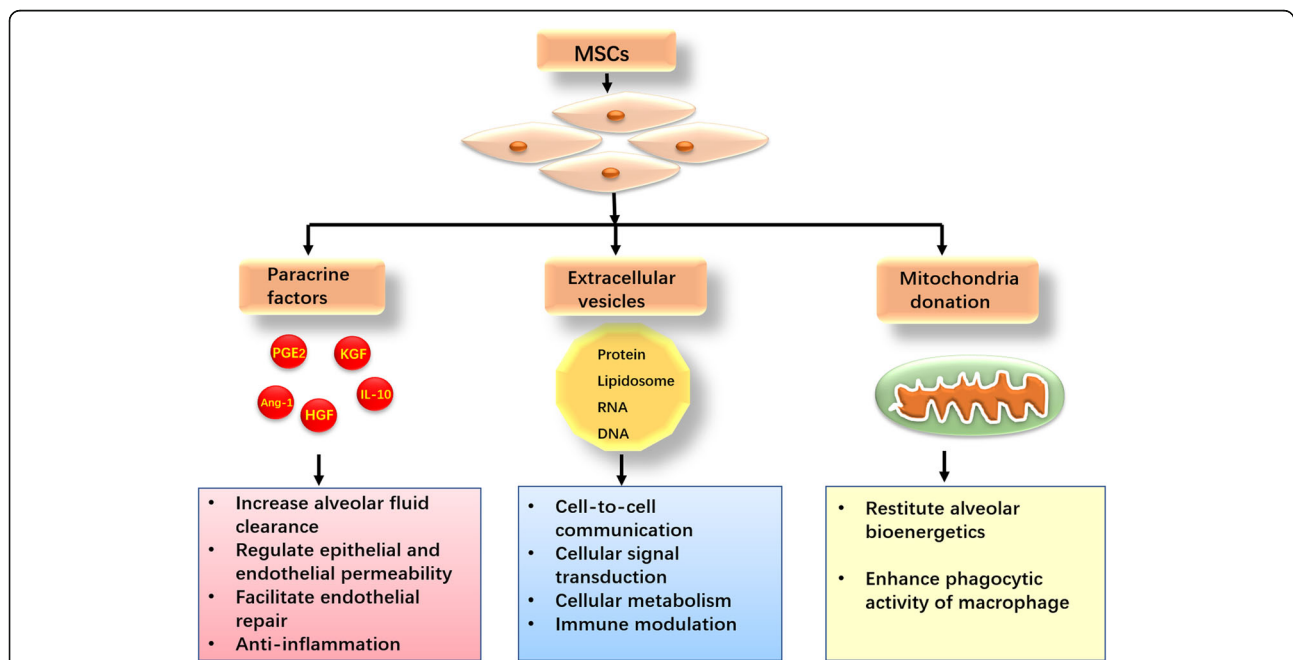 MSCs
Paracrine
factors
PGE2
KGF
Ang-1
HGF
IL-10
• Increase alveolar fluid
clearance
• Regulate epithelial and
endothelial permeability
• Facilitate endothelial
repair
• Anti-inflammation
Extracellular
vesicles
Protein
Lipidosome
RNA
DNA
• Cell-to-cell
communication
• Cellular signal
transduction
• Cellular metabolism
• Immune modulation
Mitochondria
donation
• Restitute alveolar
bioenergetics
• Enhance phagocytic
activity of macrophage